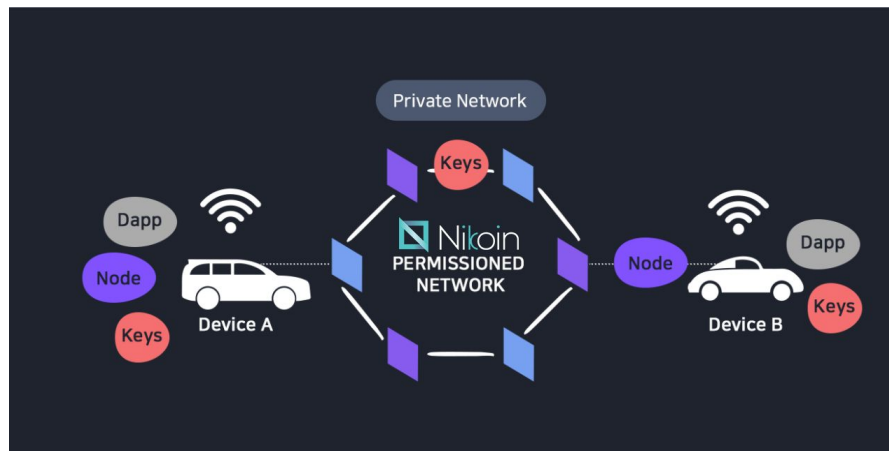 Private Network
Keys
Dapp
Node
Keys
Device A
Nikoin
PERMISSIONED
NETWORK
Node
Dapp
Keys
Device B